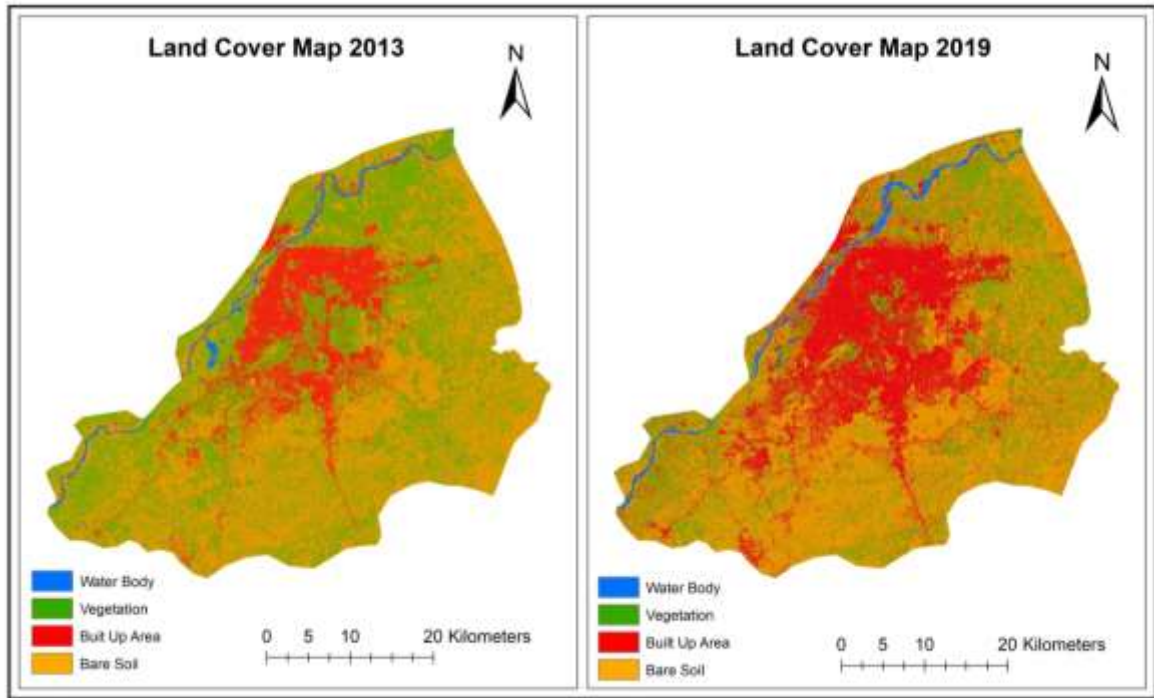 Land Cover Map 2013
N
Water Body
Vegetation
Built Up Area
Bare Soil
0 5 10 20 Kilometers
Land Cover Map 2019
N
Water Body
Vegetation
Built Up Area
Bare Soil
0 5 10 20 Kilometers